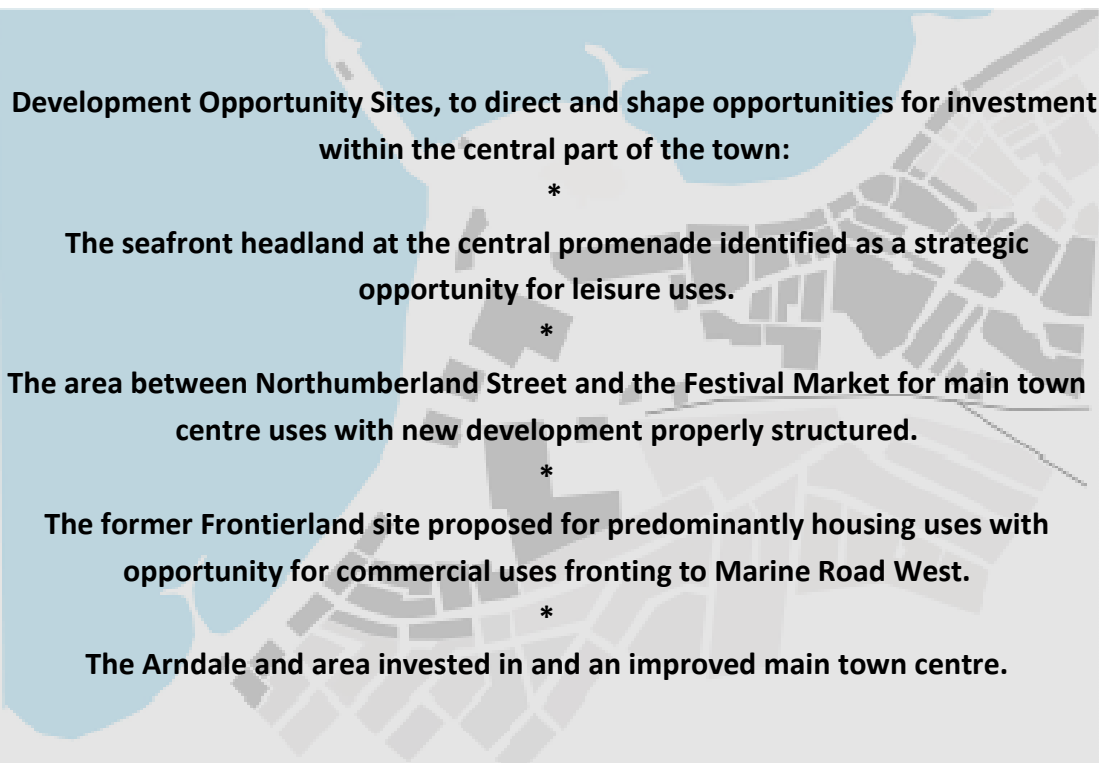 Development Opportunity Sites, to direct and shape opportunities for investment
within the central part of the town:
*
The seafront headland at the central promenade identified as a strategic
opportunity for leisure uses.
*
The area between Northumberland Street and the Festival Market for main town
centre uses with new development properly structured.
*
The former Frontierland site proposed for predominantly housing uses with
opportunity for commercial uses fronting to Marine Road West.
*
The Arndale and area invested in and an improved main town centre.